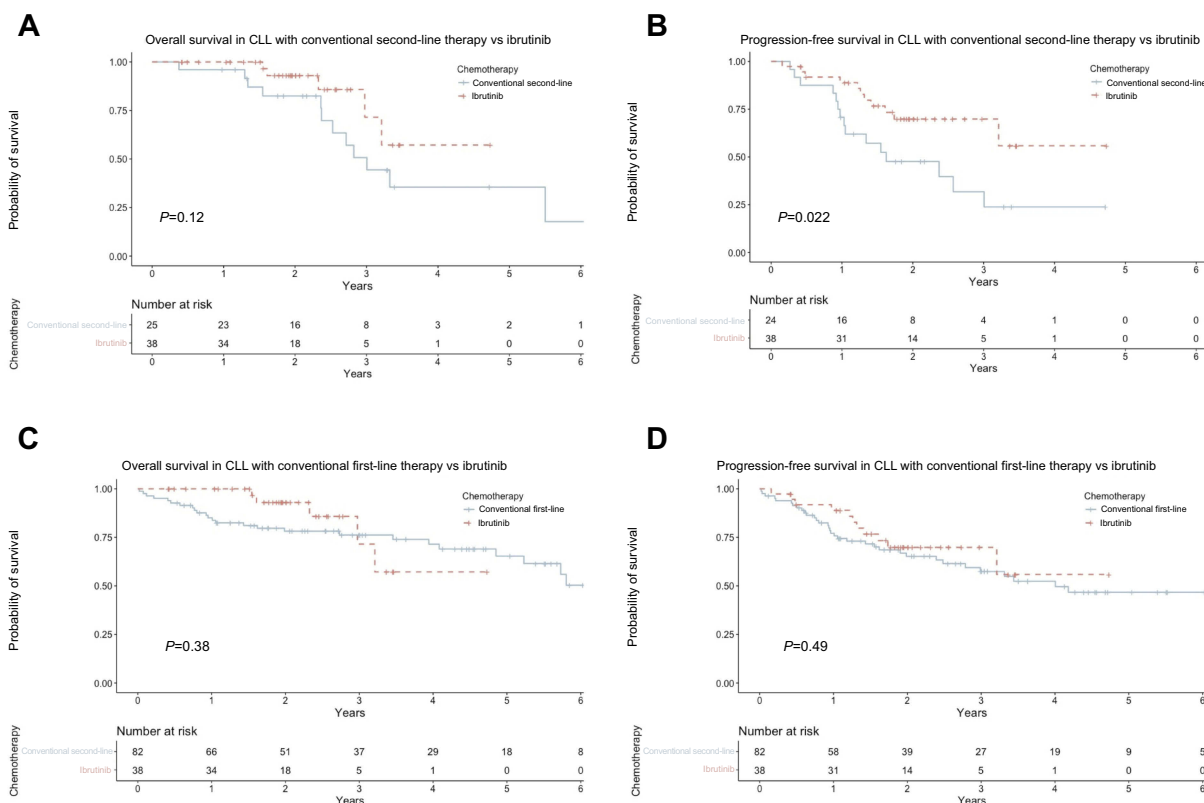 A
Overall survival in CLL with conventional second-line therapy vs ibrutinib
Probability of survival
1.00
0.75
0.50
0.25
0.00
Chemotherapy
Conventional second-line
Ibrutinib
P=0.12
0 1 2 3 4 5 6
Years
Chemotherapy
Number at risk
Conventional second-line 25 23 16 8 3 2 1
Ibrutinib 38 34 18 5 1 0 0
0 1 2 3 4 5 6
Years
B
Progression-free survival in CLL with conventional second-line therapy vs ibrutinib
Probability of survival
1.00
0.75
0.50
0.25
0.00
Chemotherapy
Conventional second-line
Ibrutinib
P=0.022
0 1 2 3 4 5 6
Years
Chemotherapy
Number at risk
Conventional second-line 24 16 8 4 1 0 0
Ibrutinib 38 31 14 5 1 0 0
0 1 2 3 4 5 6
Years
C
Overall survival in CLL with conventional first-line therapy vs ibrutinib
Probability of survival
1.00
0.75
0.50
0.25
0.00
Chemotherapy
Conventional first-line
Ibrutinib
P=0.38
0 1 2 3 4 5 6
Years
Chemotherapy
Number at risk
Conventional second-line 82 66 51 37 29 18 8
Ibrutinib 38 34 18 5 1 0 0
0 1 2 3 4 5 6
Years
D
Progression-free survival in CLL with conventional first-line therapy vs ibrutinib
Probability of survival
1.00
0.75
0.50
0.25
0.00
Chemotherapy
Conventional first-line
Ibrutinib
P=0.49
0 1 2 3 4 5 6
Years
Chemotherapy
Number at risk
Conventional second-line 82 58 39 27 19 9 5
Ibrutinib 38 31 14 5 1 0 0
0 1 2 3 4 5 6
Years